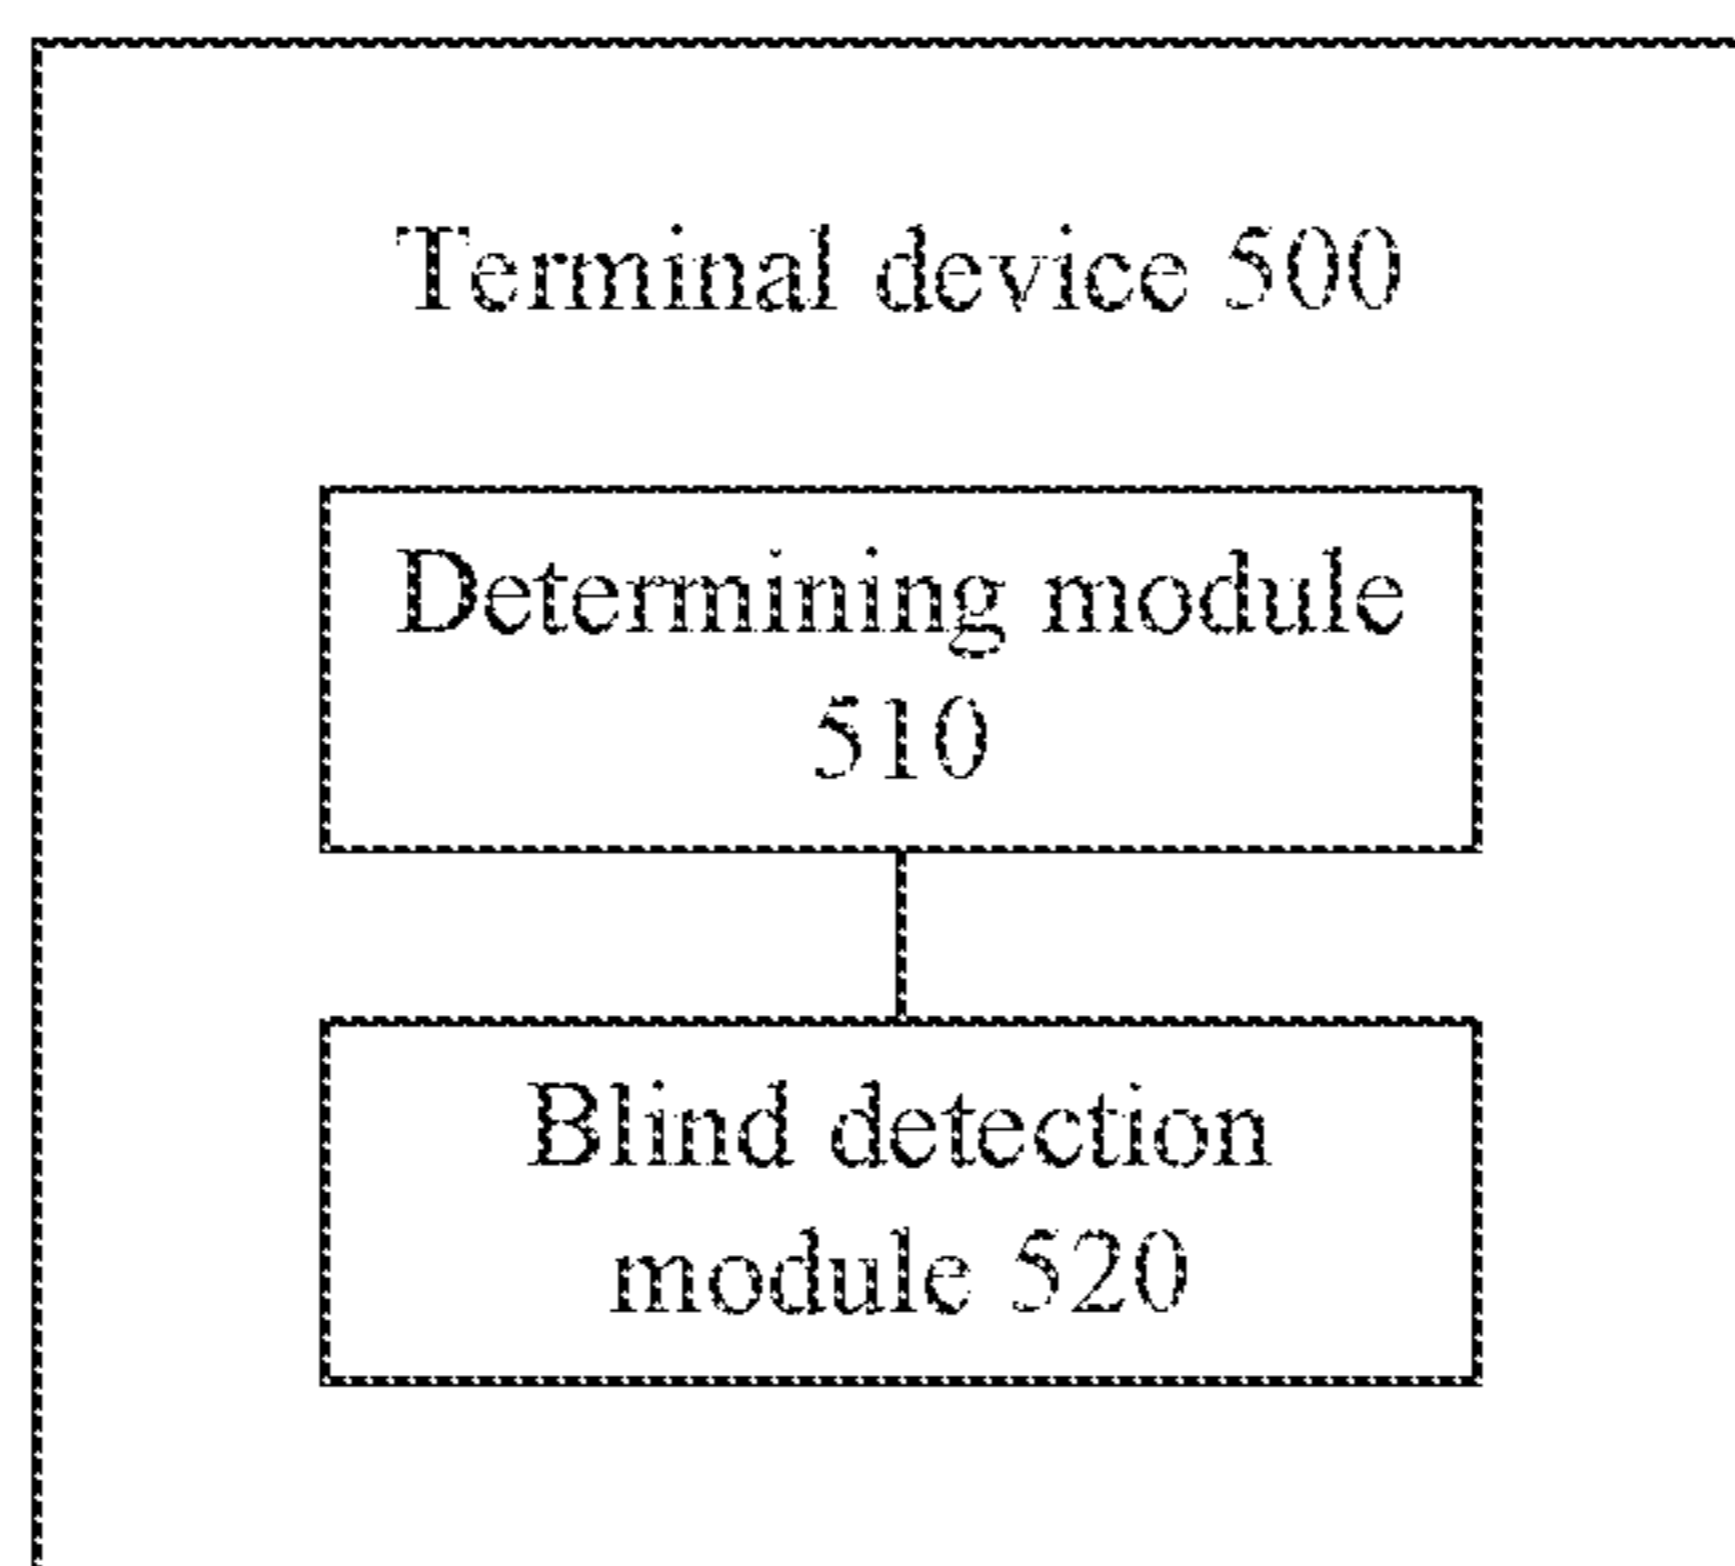 Terminal device 500
Determining module
510
Blind detection
module 520